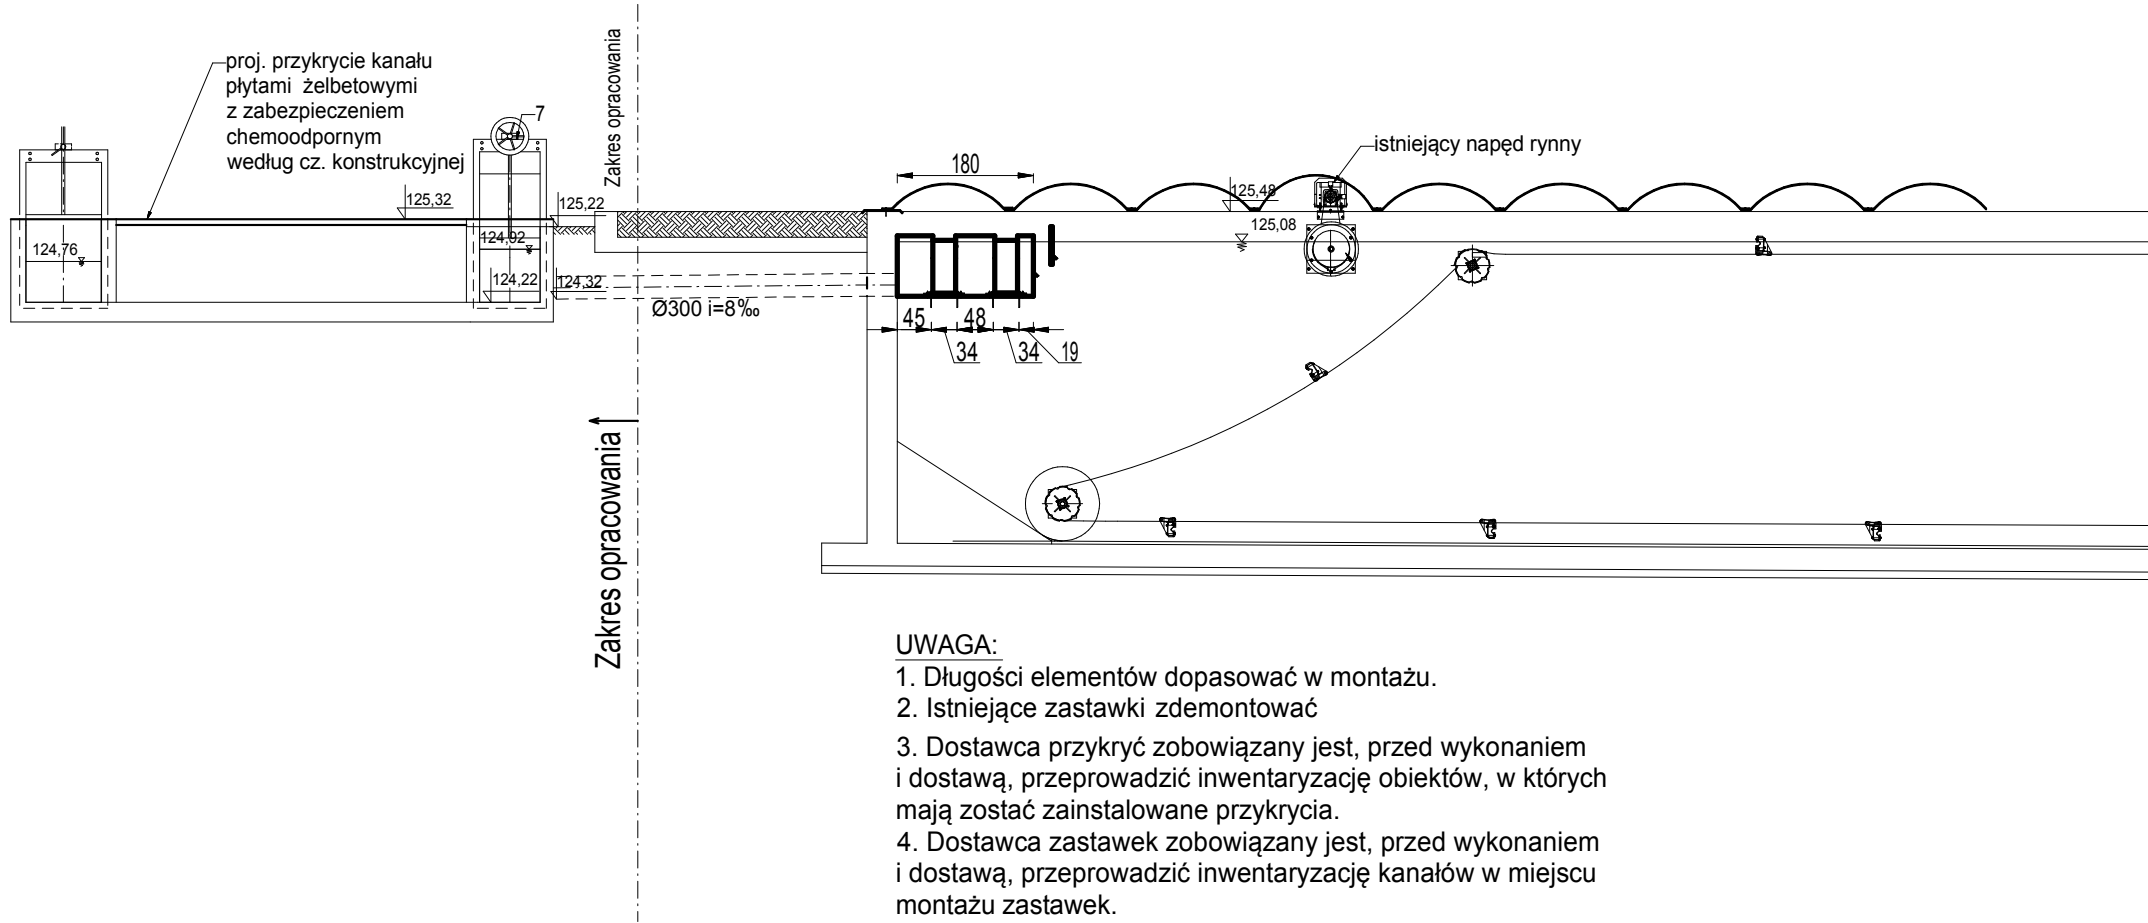 proj. przykrycie kanału
płytami żelbetowymi
z zabezpieczeniem
chemoodpornym
według cz. konstrukcyjnej
7
Zakres opracowania
istniejący napęd rynny
180
125,32
125,22
125,48
125,08
124,76
124,92
124,22
124,32
Ø300 i=8‰
45
48
34
34
19
Zakres opracowania
UWAGA:
1. Długości elementów dopasować w montażu.
2. Istniejące zastawki zdemontować
3. Dostawca przykryć zobowiązany jest, przed wykonaniem
i dostawą, przeprowadzić inwentaryzację obiektów, w których
mają zostać zainstalowane przykrycia.
4. Dostawca zastawek zobowiązany jest, przed wykonaniem
i dostawą, przeprowadzić inwentaryzację kanałów w miejscu
montażu zastawek.